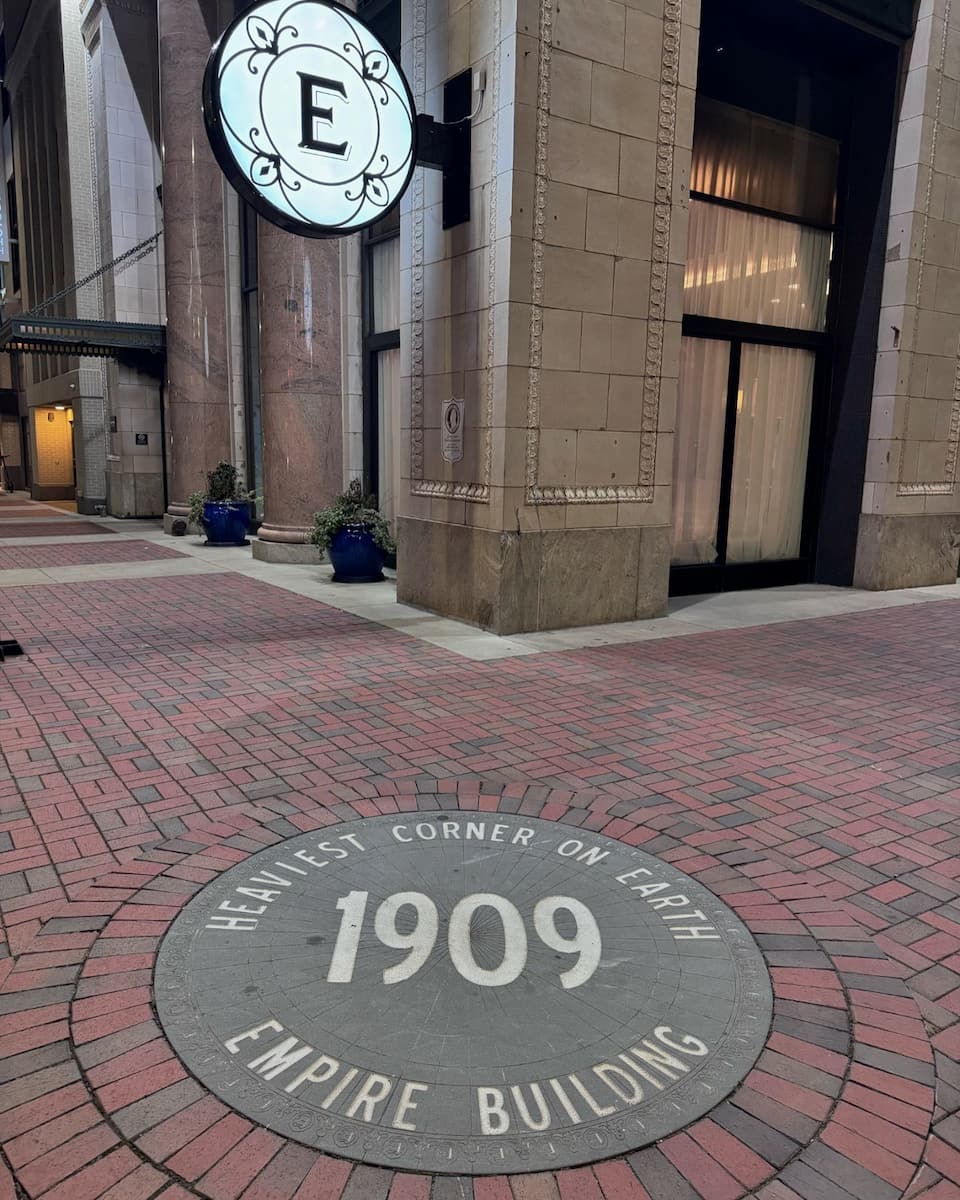 E
HEAVIEST CORNER ON EARTH
1909
EMPIRE BUILDING